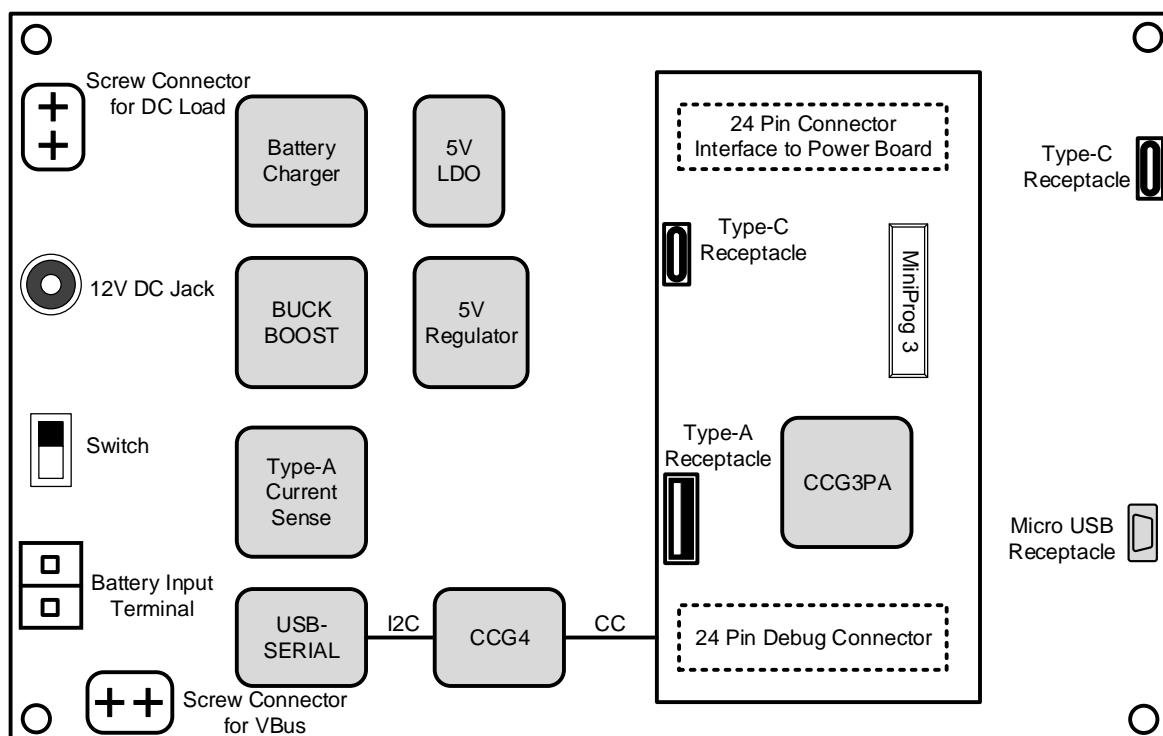 Screw Connector
for DC Load
Battery
Charger
5V
LDO
24 Pin Connector
Interface to Power Board
Type-C
Receptacle
Type-C
Receptacle
12V DC Jack
BUCK
BOOST
5V
Regulator
MiniProg 3
Switch
Type-A
Current
Sense
Type-A
Receptacle
CCG3PA
Micro USB
Receptacle
Battery Input
Terminal
USB-
SERIAL
I2C
CCG4
CC
24 Pin Debug Connector
Screw Connector
for VBus